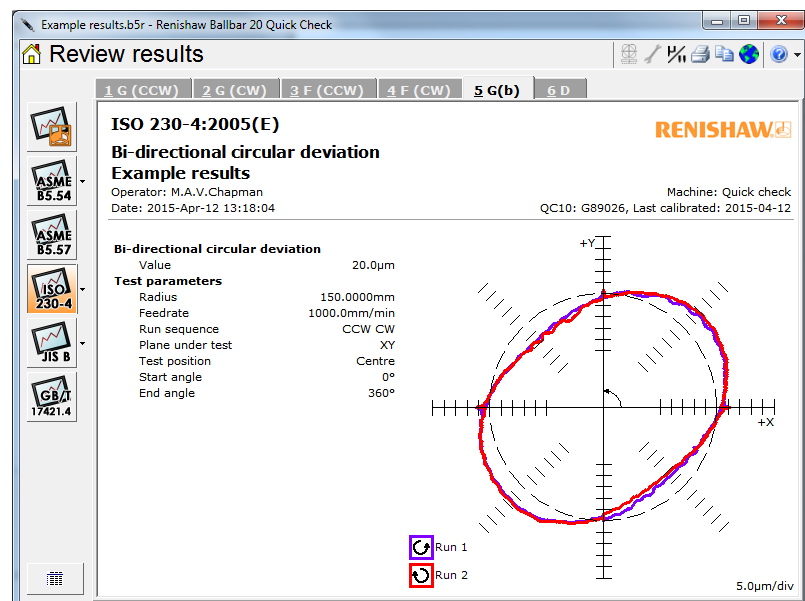 Example results.b5r - Renishaw Ballbar 20 Quick Check
Review results
1 G (CCW) 2 G (CW) 3 F (CCW) 4 F (CW) 5 G(b) 6 D
ISO 230-4:2005(E)
RENISHAW.
Bi-directional circular deviation
Example results
Operator: M.A.V.Chapman
Machine: Quick check
Date: 2015-Apr-12 13:18:04
QC10: G89026, Last calibrated: 2015-04-12
Bi-directional circular deviation
Value 20.0µm
Test parameters
Radius 150.0000mm
Feedrate 1000.0mm/min
Run sequence CCW CW
Plane under test XY
Test position Centre
Start angle 0°
End angle 360°
+Y
+X
Run 1
Run 2
5.0µm/div
ASME
B5.54
ASME
B5.57
ISO
230-4
JIS B
GB/T
17421.4